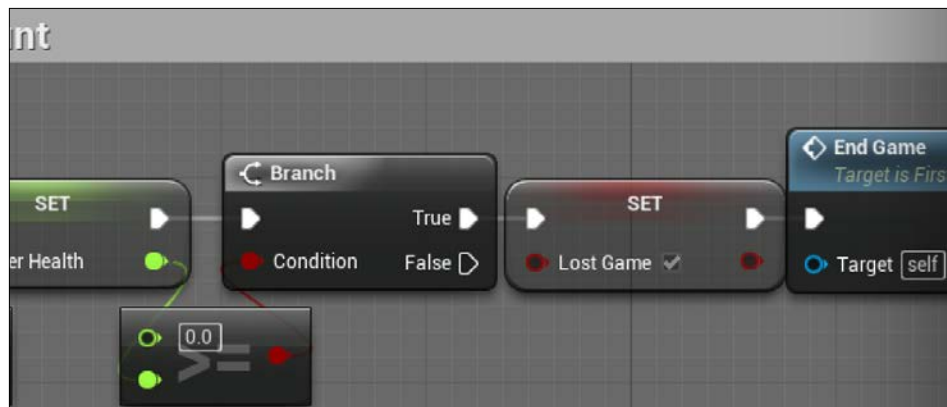 nt
SET
er Health
Branch
True
Condition
False
0.0
>=
SET
Lost Game
End Game
Target is Firs
Target self